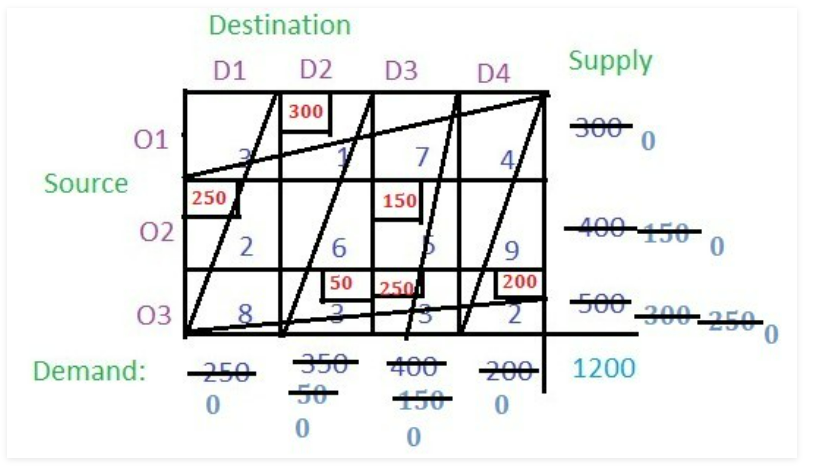 Destination
D1 D2 D3 D4 Supply
300
O1 3 1 7 4 300 0
Source
250 150
O2 2 6 5 9 400 150 0
50 250 200
O3 8 3 3 2 500 300 250 0
Demand: 250 350 400 200 1200
0 50 150 0
0 0